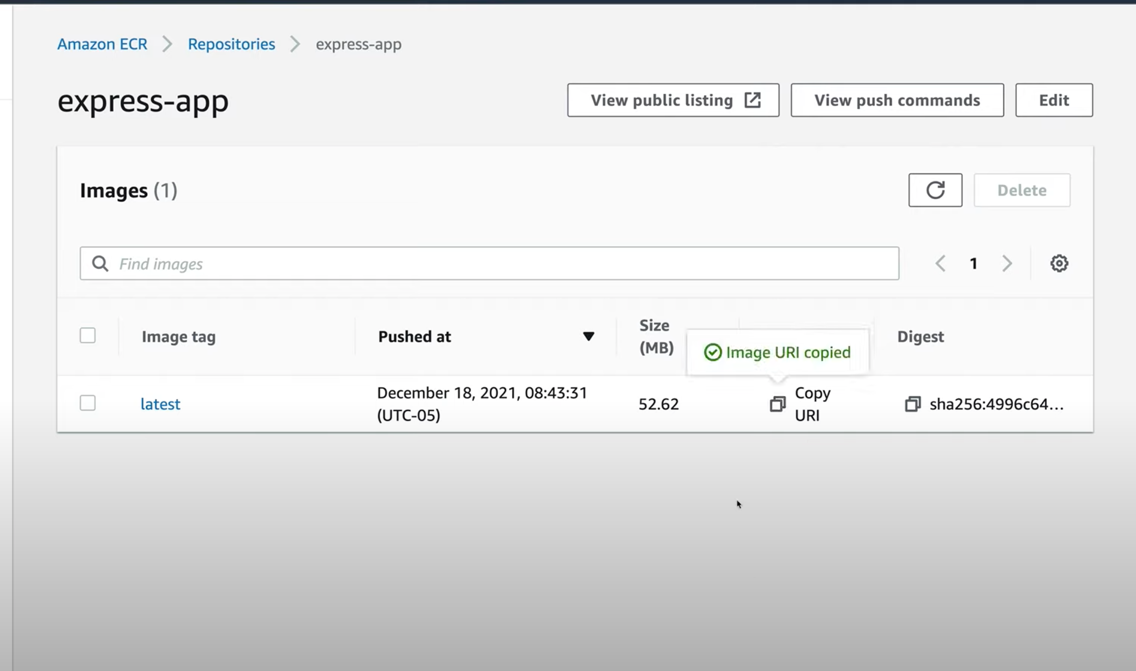 Amazon ECR > Repositories > express-app
express-app
View public listing
View push commands
Edit
Images (1)
Delete
Find images
1
Image tag
Pushed at
Size
(MB)
Image URI copied
Digest
latest
December 18, 2021, 08:43:31
(UTC-05)
52.62
Copy
URI
sha256:4996c64...